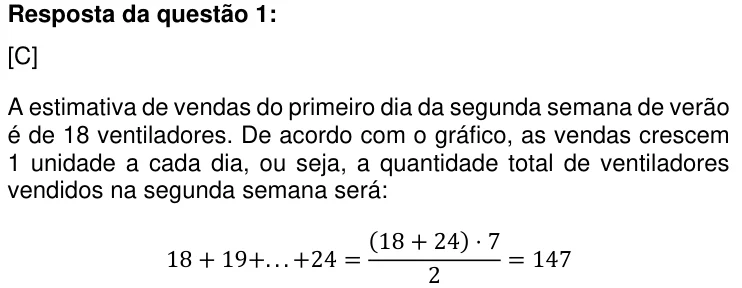 Resposta da questão 1:
[C]
A estimativa de vendas do primeiro dia da segunda semana de verão
é de 18 ventiladores. De acordo com o gráfico, as vendas crescem
1 unidade a cada dia, ou seja, a quantidade total de ventiladores
vendidos na segunda semana será:
18 + 19+. . . +24 = (18 + 24) · 7 / 2 = 147